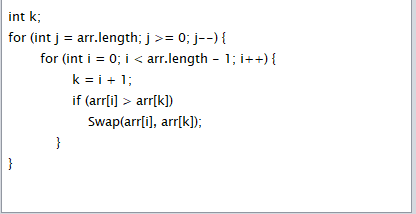 int k;
for (int j = arr.length; j >= 0; j--) {
for (int i = 0; i < arr.length - 1; i++) {
k = i + 1;
if (arr[i] > arr[k])
Swap(arr[i], arr[k]);
}
}